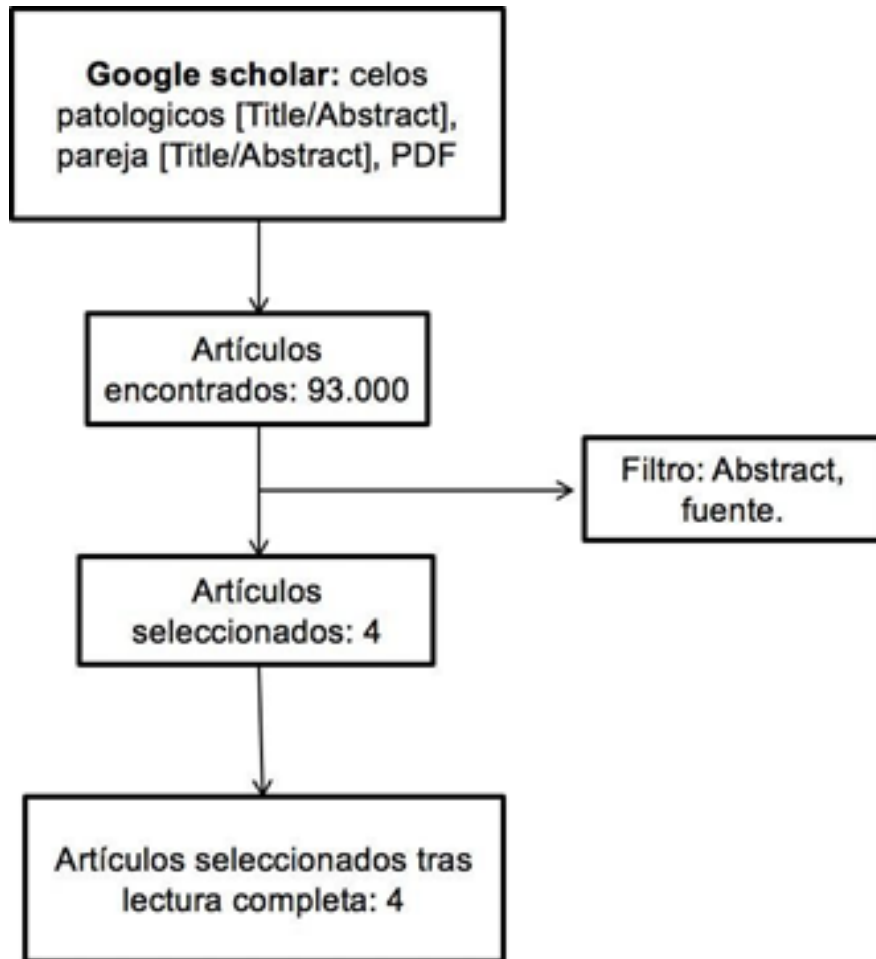 Google scholar: celos
patologicos [Title/Abstract],
pareja [Title/Abstract], PDF
Artículos
encontrados: 93.000
Filtro: Abstract,
fuente.
Artículos
seleccionados: 4
Artículos seleccionados tras
lectura completa: 4